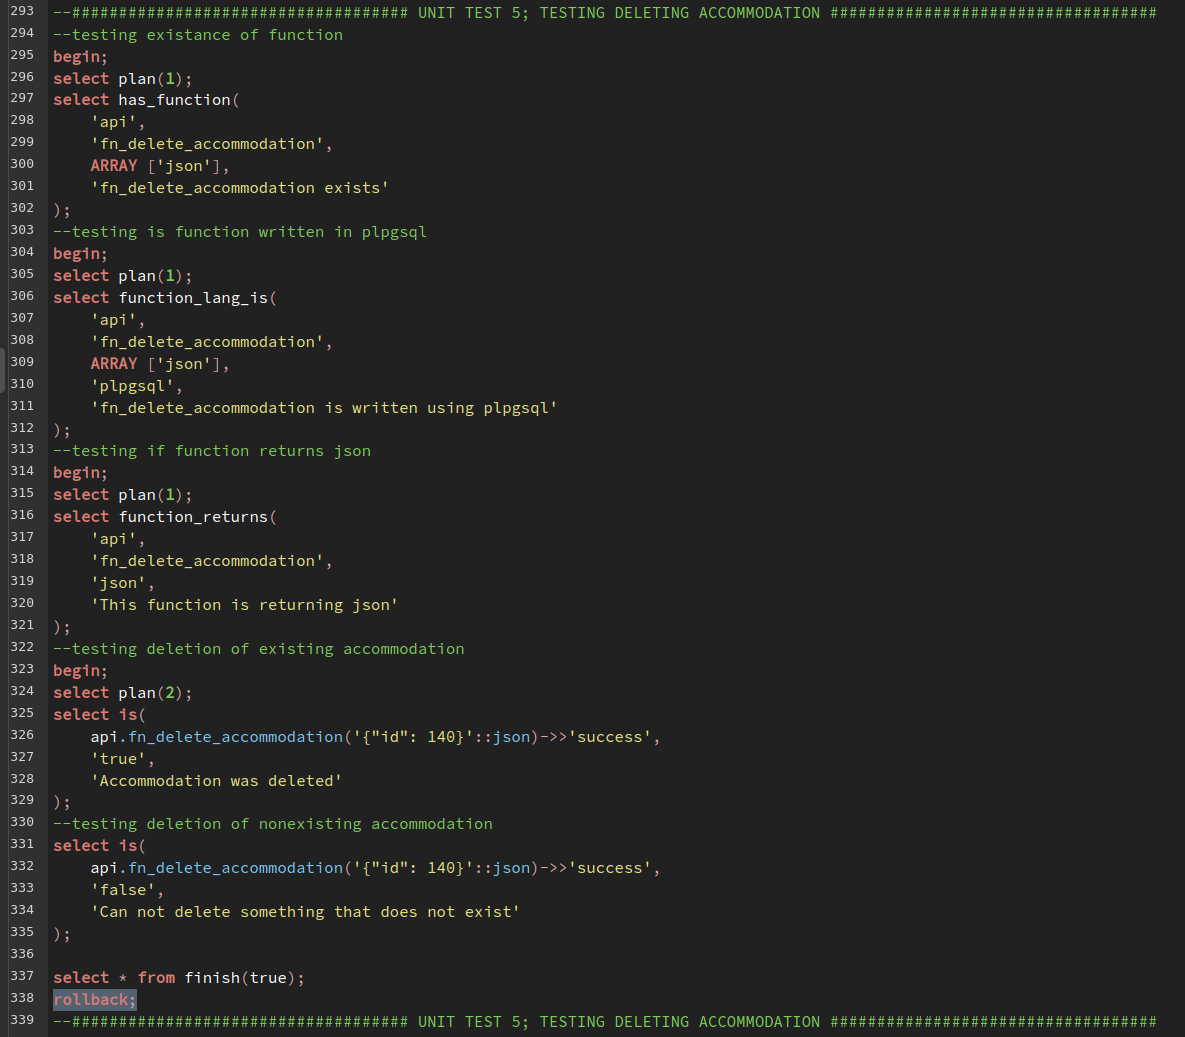 293 --#################################### UNIT TEST 5; TESTING DELETING ACCOMMODATION ###################################
294 --testing existance of function
295 begin;
296 select plan(1);
297 select has_function(
298     'api',
299     'fn_delete_accommodation',
300     ARRAY ['json'],
301     'fn_delete_accommodation exists'
302 );
303 --testing is function written in plpgsql
304 begin;
305 select plan(1);
306 select function_lang_is(
307     'api',
308     'fn_delete_accommodation',
309     ARRAY ['json'],
310     'plpgsql',
311     'fn_delete_accommodation is written using plpgsql'
312 );
313 --testing if function returns json
314 begin;
315 select plan(1);
316 select function_returns(
317     'api',
318     'fn_delete_accommodation',
319     'json',
320     'This function is returning json'
321 );
322 --testing deletion of existing accommodation
323 begin;
324 select plan(2);
325 select is(
326     api.fn_delete_accommodation('{"id": 140}'::json)->>'success',
327     'true',
328     'Accommodation was deleted'
329 );
330 --testing deletion of nonexisting accommodation
331 select is(
332     api.fn_delete_accommodation('{"id": 140}'::json)->>'success',
333     'false',
334     'Can not delete something that does not exist'
335 );
336
337 select * from finish(true);
338 rollback;
339 --#################################### UNIT TEST 5; TESTING DELETING ACCOMMODATION ###################################